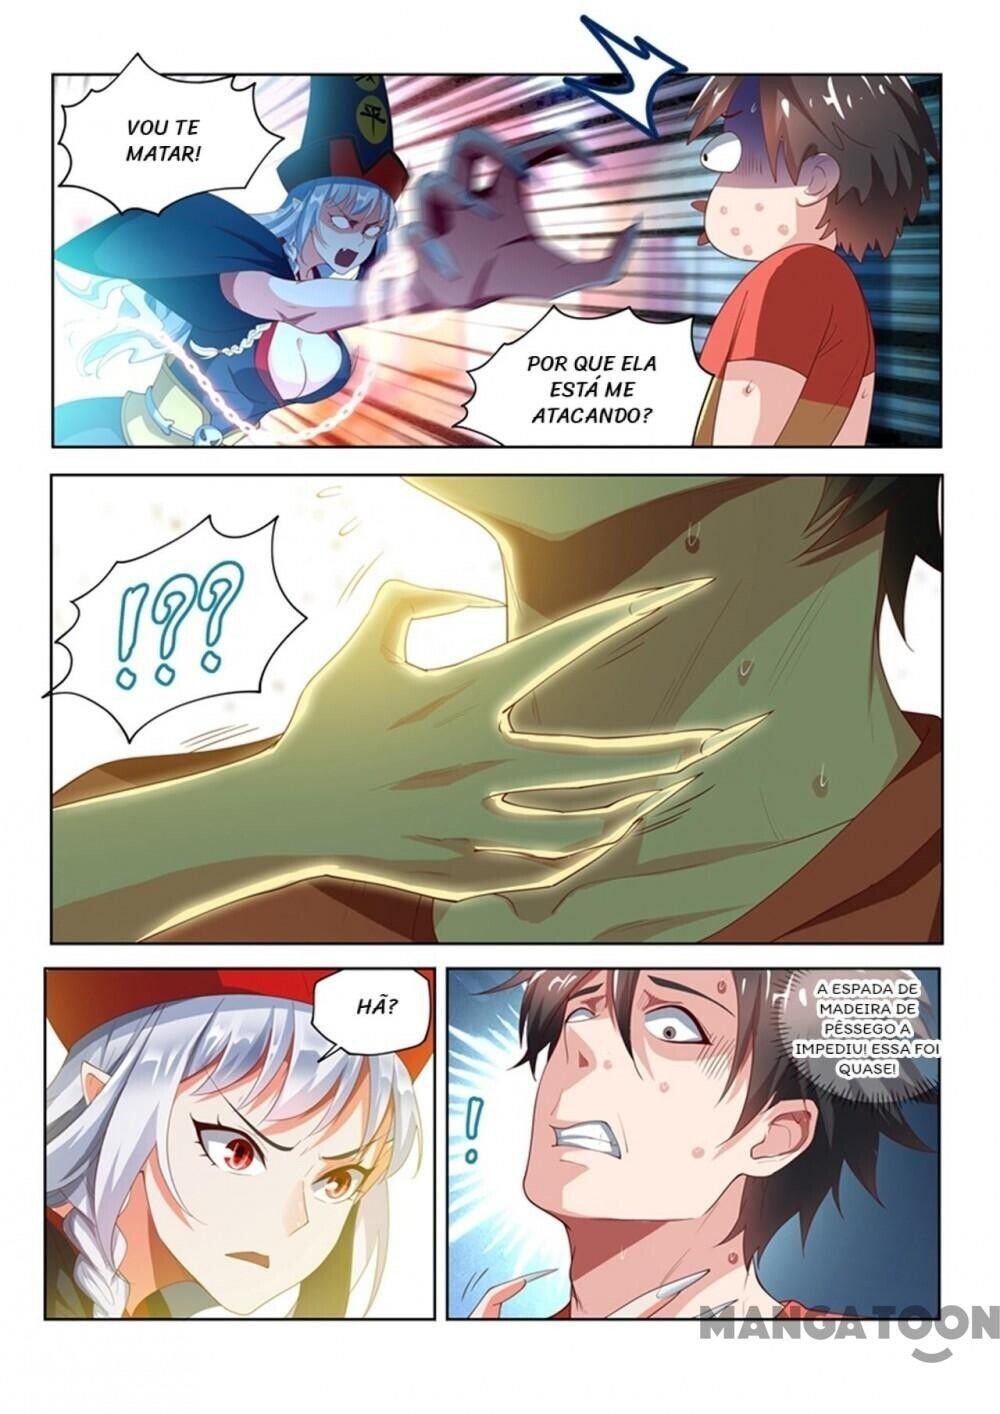 VOU TE
MATAR!
平
POR QUE ELA
ESTÁ ME
ATACANDO?
!??
HÃ?
A ESPADA DE
MADEIRA DE
PÊSSEGO A
IMPEDIU! ESSA FOI
QUASE!
!
MANGATOON